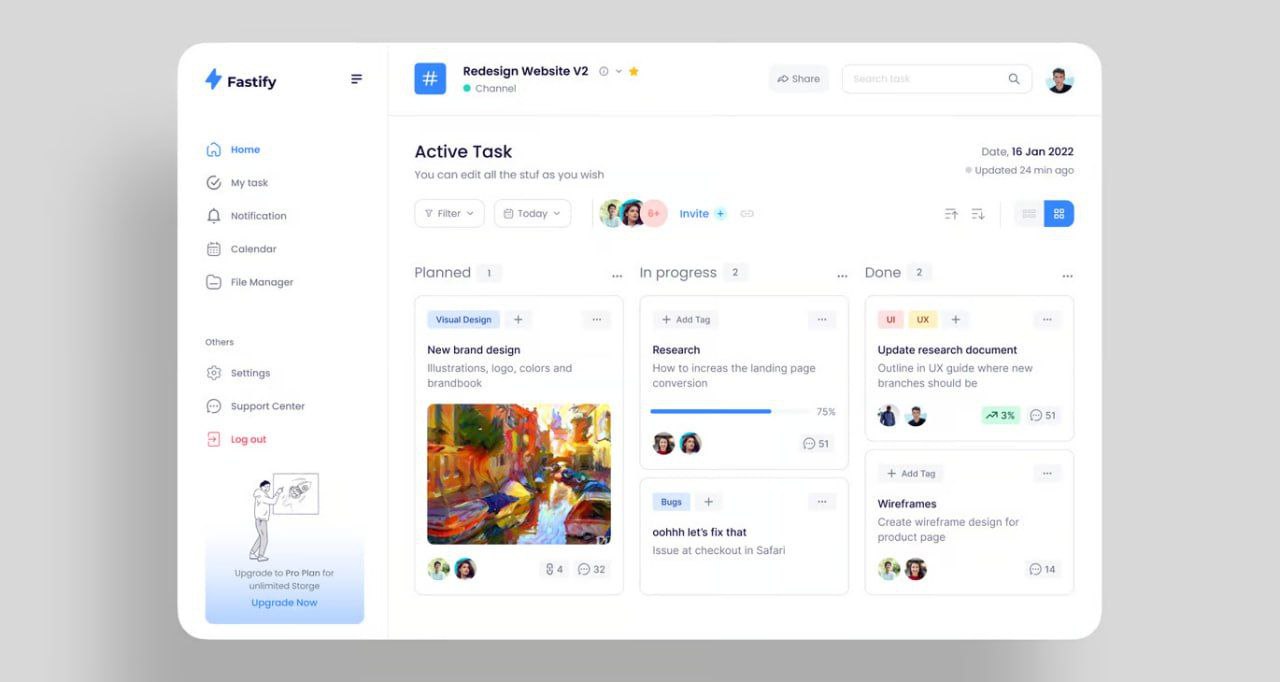 Fastify
Home
My task
Notification
Calendar
File Manager
Others
Settings
Support Center
Log out
Upgrade to Pro Plan for
unlimited Storge
Upgrade Now
# Redesign Website V2
Channel
Share
Search task
Active Task
You can edit all the stuf as you wish
Date, 16 Jan 2022
Updated 24 min ago
Filter
Today
6+
Invite +
Planned 1 ...
Visual Design + ...
New brand design
Illustrations, logo, colors and
brandbook
4 32
In progress 2 ...
+ Add Tag ...
Research
How to increas the landing page
conversion
75%
51
Bugs + ...
oohhh let's fix that
Issue at checkout in Safari
Done 2 ...
UI UX + ...
Update research document
Outline in UX guide where new
branches should be
3% 51
+ Add Tag ...
Wireframes
Create wireframe design for
product page
14